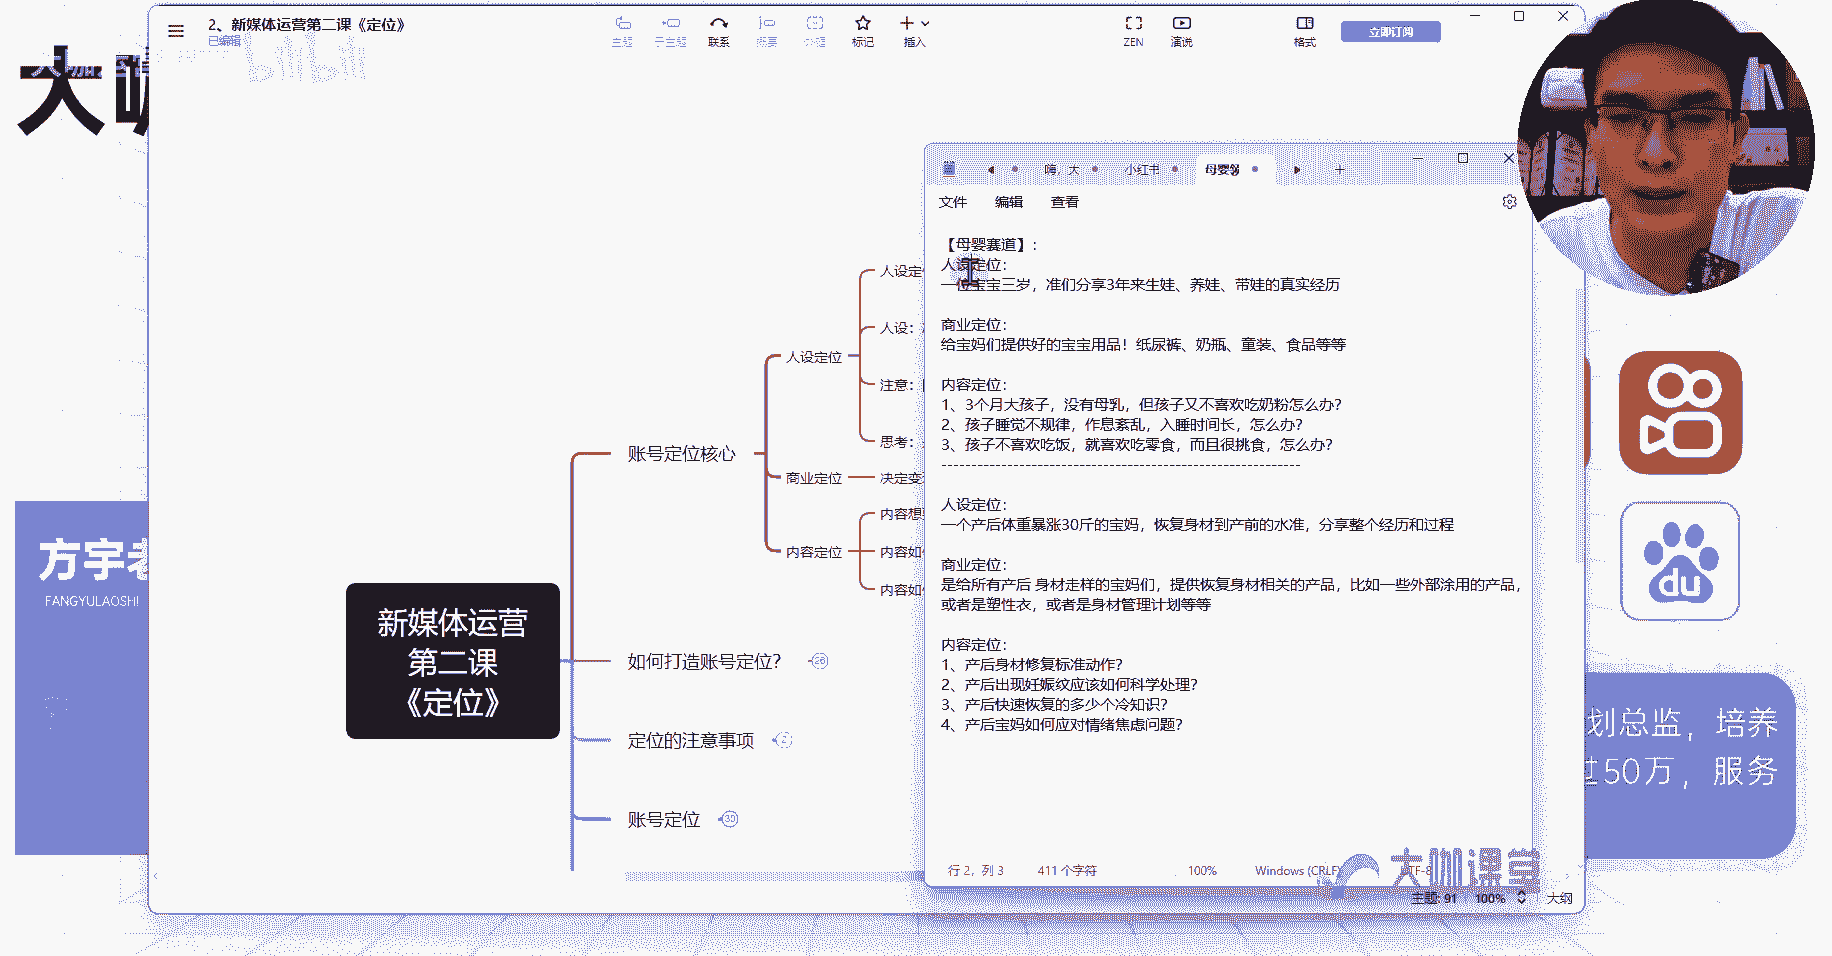 2、新媒体运营第二课《定位》
已编辑
主题
子主题
联系
概要
外框
标记
插入
ZEN
演说
格式
立即订阅
bilibili
大咖
方宇老
FANGYULAOSHI
新媒体运营
第二课
《定位》
账号定位核心
人设定位
人设定
人设：
注意：
思考：
商业定位
决定变
内容定位
内容想
内容如
内容如
如何打造账号定位？
26
定位的注意事项
2
账号定位
30
嗨，大
小红书
母婴
文件
编辑
查看
【母婴赛道】:
人设定位：
一位宝宝三岁，准们分享3年来生娃、养娃、带娃的真实经历
商业定位：
给宝妈们提供好的宝宝用品！纸尿裤、奶瓶、童装、食品等等
内容定位：
1、3个月大孩子，没有母乳，但孩子又不喜欢吃奶粉怎么办？
2、孩子睡觉不规律，作息紊乱，入睡时间长，怎么办？
3、孩子不喜欢吃饭，就喜欢吃零食，而且很挑食，怎么办？
------------------------------------------------------------
人设定位：
一个产后体重暴涨30斤的宝妈，恢复身材到产前的水准，分享整个经历和过程
商业定位：
是给所有产后 身材走样的宝妈们，提供恢复身材相关的产品，比如一些外部涂用的产品，
或者是塑性衣，或者是身材管理计划等等
内容定位：
1、产后身材修复标准动作？
2、产后出现妊娠纹应该如何科学处理？
3、产后快速恢复的多少个冷知识？
4、产后宝妈如何应对情绪焦虑问题？
行 2，列 3
411 个字符
100%
Windows (CRLF)
TF-8
大咖课堂
主题: 91
100%
大纲
du
划总监，培养
过50万，服务